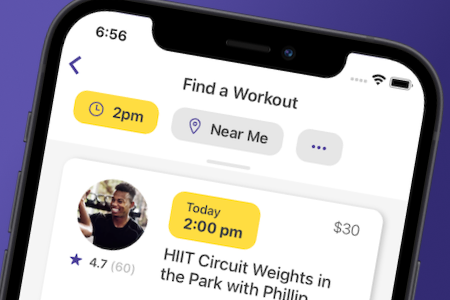 6:56
Find a Workout
2pm
Near Me
Today
2:00 pm
$30
HIIT Circuit Weights in
the Park with Phillip
4.7 (60)